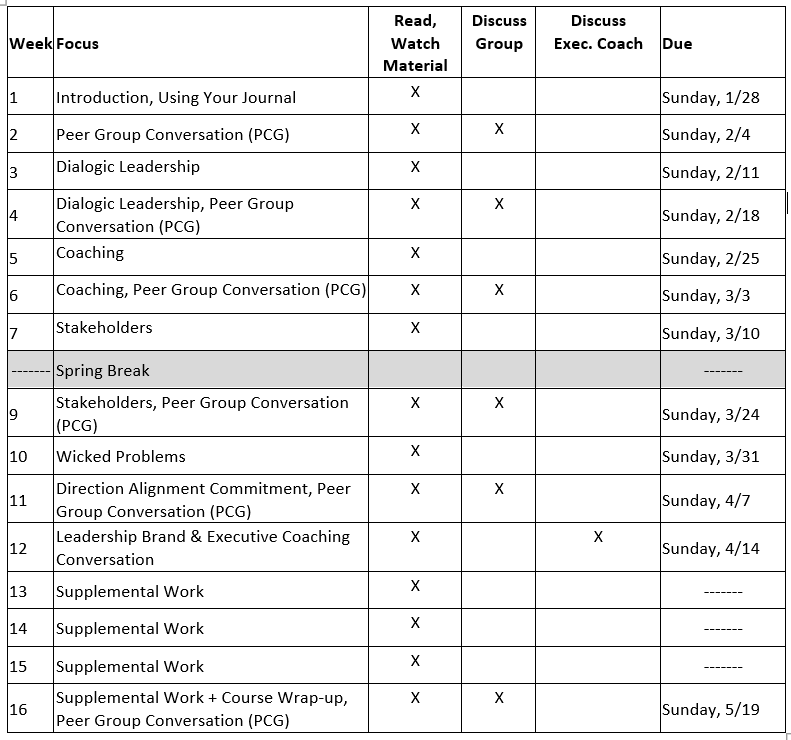 Week Focus Read, Watch Material Discuss Group Discuss Exec. Coach Due
1 Introduction, Using Your Journal X Sunday, 1/28
2 Peer Group Conversation (PCG) X X Sunday, 2/4
3 Dialogic Leadership X Sunday, 2/11
4 Dialogic Leadership, Peer Group
Conversation (PCG) X X Sunday, 2/18
5 Coaching X Sunday, 2/25
6 Coaching, Peer Group Conversation (PCG) X X Sunday, 3/3
7 Stakeholders X Sunday, 3/10
------- Spring Break -------
9 Stakeholders, Peer Group Conversation
(PCG) X X Sunday, 3/24
10 Wicked Problems X Sunday, 3/31
11 Direction Alignment Commitment, Peer
Group Conversation (PCG) X X Sunday, 4/7
12 Leadership Brand & Executive Coaching
Conversation X X Sunday, 4/14
13 Supplemental Work X -------
14 Supplemental Work X -------
15 Supplemental Work X -------
16 Supplemental Work + Course Wrap-up,
Peer Group Conversation (PCG) X X Sunday, 5/19